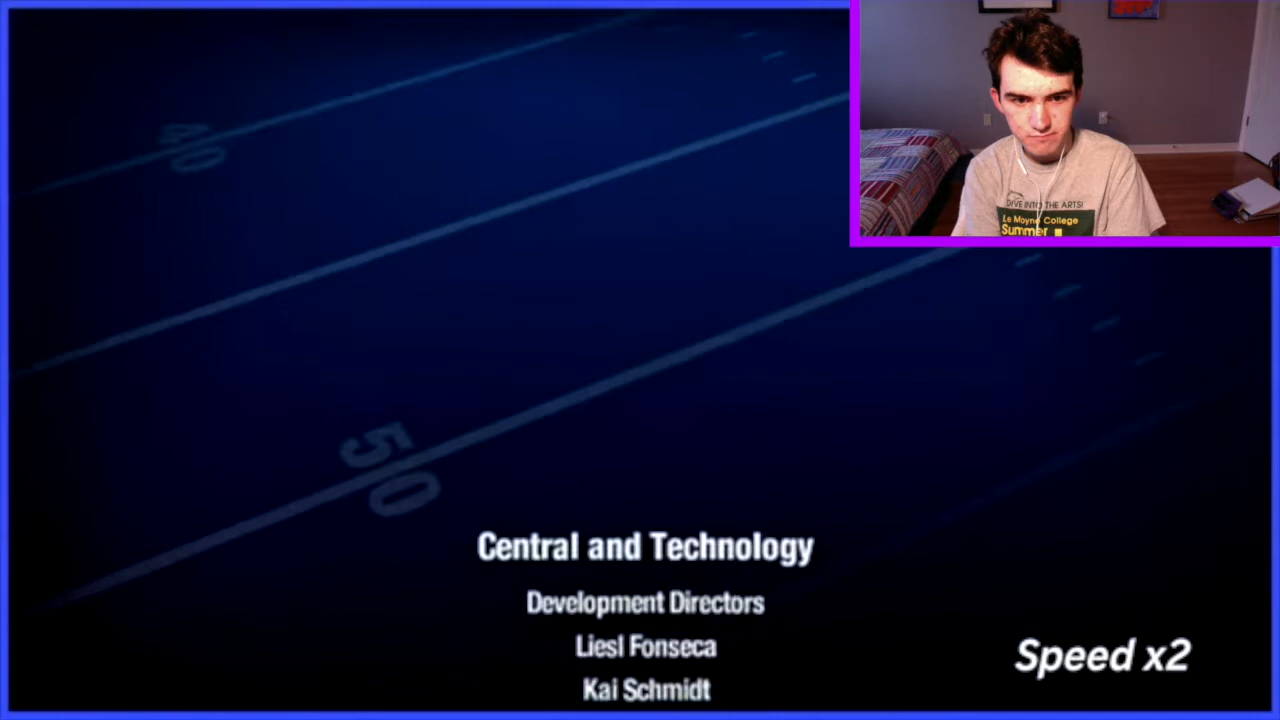 40
50
DIVE INTO THE ARTS!
Le Moyne College
Summer
Central and Technology
Development Directors
Liesl Fonseca
Kai Schmidt
Speed x2